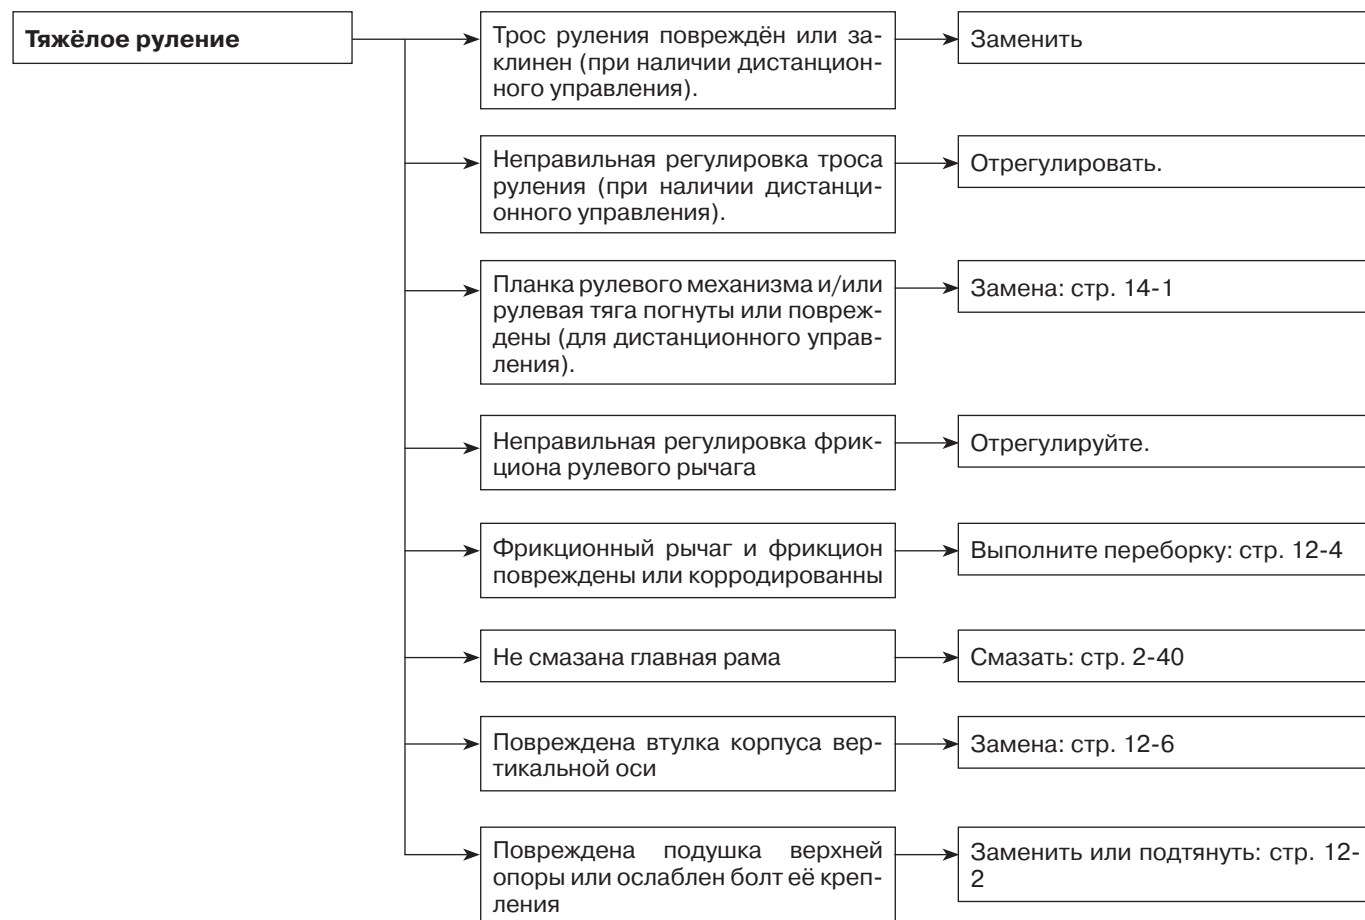 Тяжёлое руление
Трос руления повреждён или за-
клинен (при наличии дистанцион-
ного управления).
Заменить
Неправильная регулировка троса
руления (при наличии дистанци-
онного управления).
Отрегулировать.
Планка рулевого механизма и/или
рулевая тяга погнуты или повреж-
дены (для дистанционного управ-
ления).
Замена: стр. 14-1
Неправильная регулировка фрик-
циона рулевого рычага
Отрегулируйте.
Фрикционный рычаг и фрикцион
повреждены или корродированны
Выполните переборку: стр. 12-4
Не смазана главная рама
Смазать: стр. 2-40
Повреждена втулка корпуса вер-
тикальной оси
Замена: стр. 12-6
Повреждена подушка верхней
опоры или ослаблен болт её креп-
ления
Заменить или подтянуть: стр. 12-
2